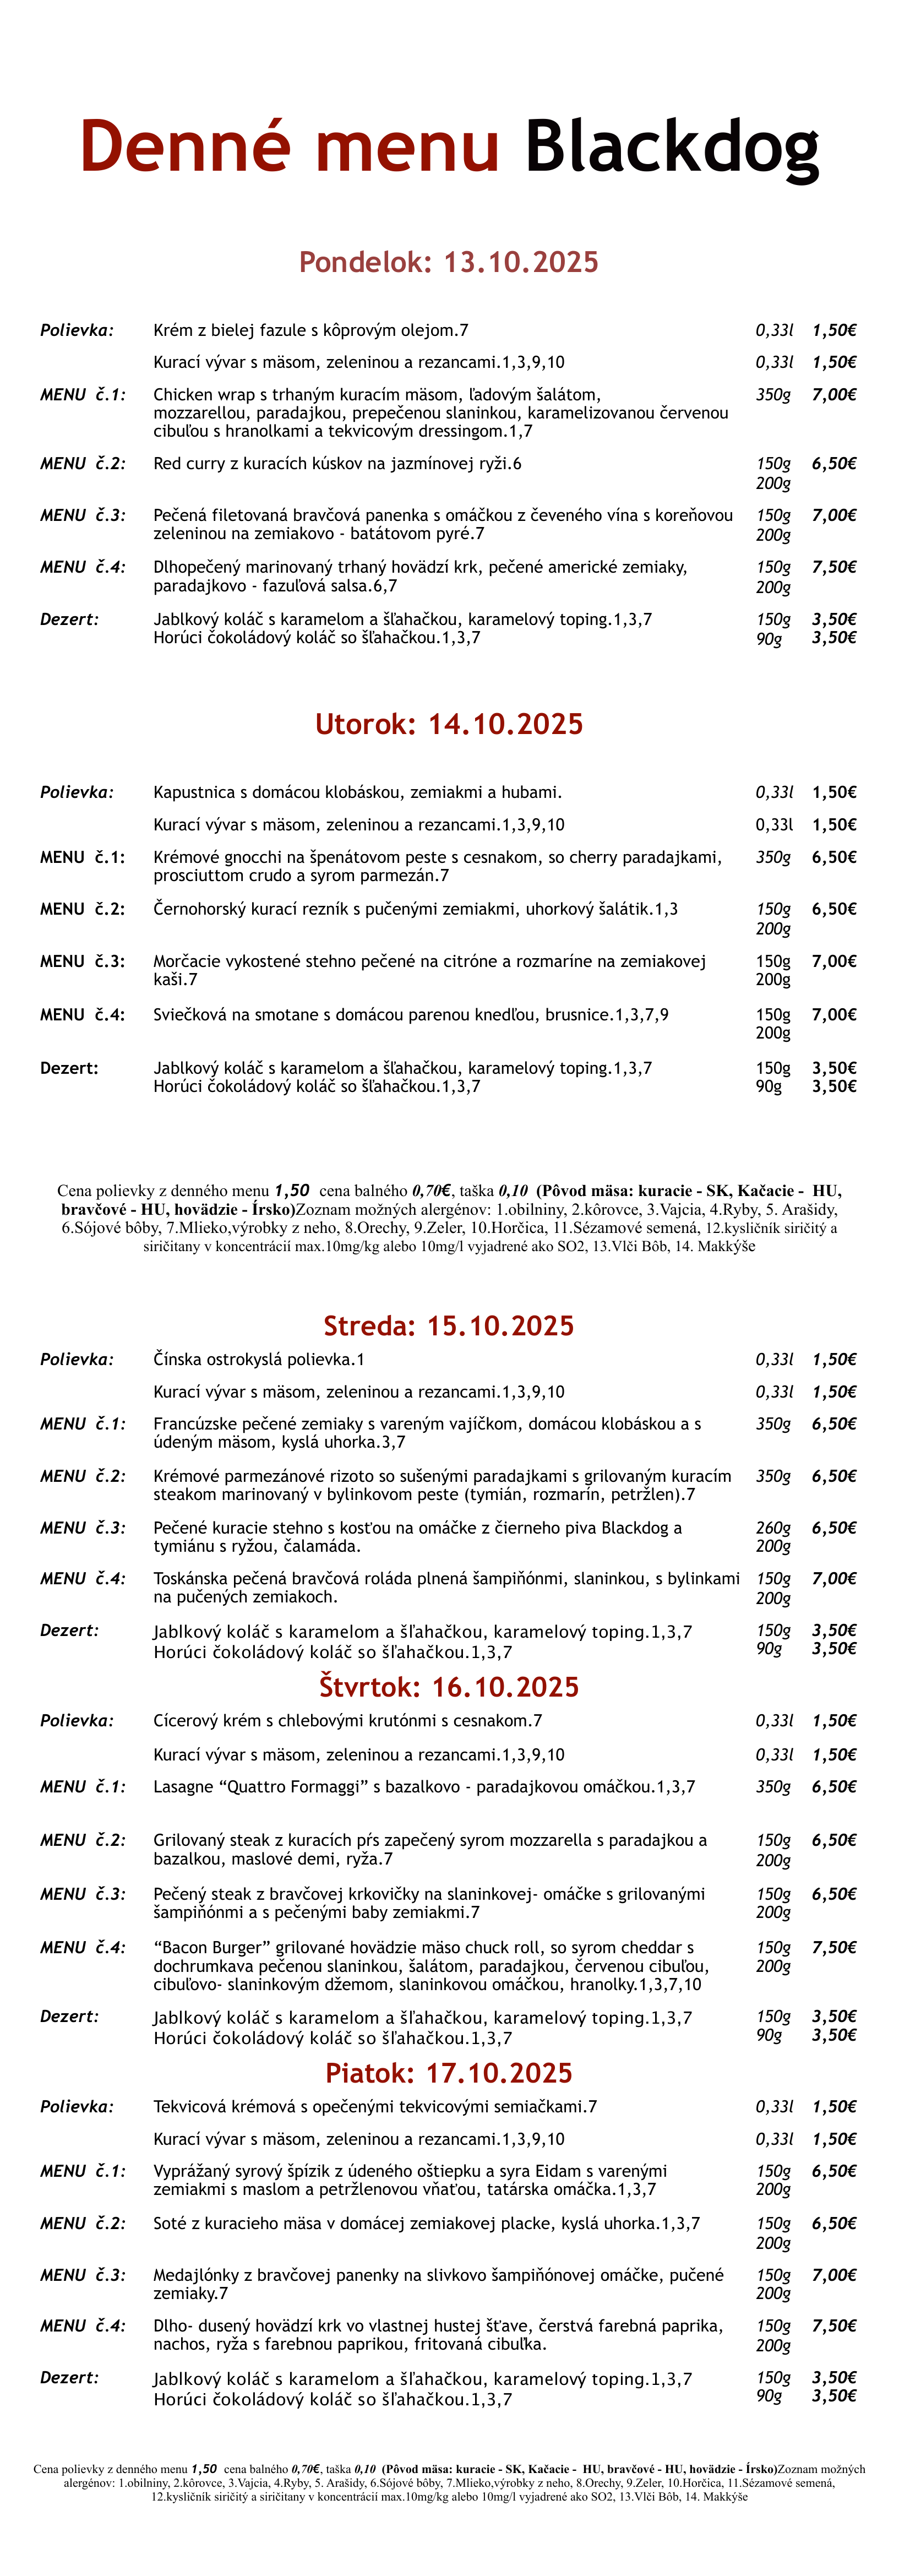 Denné menu Blackdog
Pondelok: 13.10.2025
Polievka: Krém z bielej fazule s kôprovým olejom.7 0,33l 1,50€
Kurací vývar s mäsom, zeleninou a rezancami.1,3,9,10 0,33l 1,50€
MENU č.1: Chicken wrap s trhaným kuracím mäsom, ľadovým šalátom, 350g 7,00€
mozzarellou, paradajkou, prepečenou slaninkou, karamelizovanou červenou
cibuľou s hranolkami a tekvicovým dressingom.1,7
MENU č.2: Red curry z kuracích kúskov na jazmínovej ryži.6 150g 6,50€
200g
MENU č.3: Pečená filetovaná bravčová panenka s omáčkou z čeveného vína s koreňovou 150g 7,00€
zeleninou na zemiakovo - batátovom pyré.7 200g
MENU č.4: Dlhopečený marinovaný trhaný hovädzí krk, pečené americké zemiaky, 150g 7,50€
paradajkovo - fazuľová salsa.6,7 200g
Dezert: Jablkový koláč s karamelom a šľahačkou, karamelový toping.1,3,7 150g 3,50€
Horúci čokoládový koláč so šľahačkou.1,3,7 90g 3,50€
Utorok: 14.10.2025
Polievka: Kapustnica s domácou klobáskou, zemiakmi a hubami. 0,33l 1,50€
Kurací vývar s mäsom, zeleninou a rezancami.1,3,9,10 0,33l 1,50€
MENU č.1: Krémové gnocchi na špenátovom peste s cesnakom, so cherry paradajkami, 350g 6,50€
prosciuttom crudo a syrom parmezán.7
MENU č.2: Černohorský kurací rezník s pučenými zemiakmi, uhorkový šalátik.1,3 150g 6,50€
200g
MENU č.3: Morčacie vykostené stehno pečené na citróne a rozmaríne na zemiakovej 150g 7,00€
kaši.7 200g
MENU č.4: Sviečková na smotane s domácou parenou knedľou, brusnice.1,3,7,9 150g 7,00€
200g
Dezert: Jablkový koláč s karamelom a šľahačkou, karamelový toping.1,3,7 150g 3,50€
Horúci čokoládový koláč so šľahačkou.1,3,7 90g 3,50€
Cena polievky z denného menu 1,50 cena balného 0,70€, taška 0,10 (Pôvod mäsa: kuracie - SK, Kačacie - HU,
bravčové - HU, hovädzie - Írsko)Zoznam možných alergénov: 1.obilniny, 2.kôrovce, 3.Vajcia, 4.Ryby, 5. Arašidy,
6.Sójové bôby, 7.Mlieko,výrobky z neho, 8.Orechy, 9.Zeler, 10.Horčica, 11.Sézamové semená, 12.kysličník siričitý a
siričitany v koncentrácií max.10mg/kg alebo 10mg/l vyjadrené ako SO2, 13.Vlči Bôb, 14. Makkýše
Streda: 15.10.2025
Polievka: Čínska ostrokyslá polievka.1 0,33l 1,50€
Kurací vývar s mäsom, zeleninou a rezancami.1,3,9,10 0,33l 1,50€
MENU č.1: Francúzske pečené zemiaky s vareným vajíčkom, domácou klobáskou a s 350g 6,50€
údeným mäsom, kyslá uhorka.3,7
MENU č.2: Krémové parmezánové rizoto so sušenými paradajkami s grilovaným kuracím 350g 6,50€
steakom marinovaný v bylinkovom peste (tymián, rozmarín, petržlen).7
MENU č.3: Pečené kuracie stehno s kosťou na omáčke z čierneho piva Blackdog a 260g 6,50€
tymiánu s ryžou, čalamáda. 200g
MENU č.4: Toskánska pečená bravčová roláda plnená šampiňónmi, slaninkou, s bylinkami 150g 7,00€
na pučených zemiakoch. 200g
Dezert: Jablkový koláč s karamelom a šľahačkou, karamelový toping.1,3,7 150g 3,50€
Horúci čokoládový koláč so šľahačkou.1,3,7 90g 3,50€
Štvrtok: 16.10.2025
Polievka: Cícerový krém s chlebovými krutónmi s cesnakom.7 0,33l 1,50€
Kurací vývar s mäsom, zeleninou a rezancami.1,3,9,10 0,33l 1,50€
MENU č.1: Lasagne “Quattro Formaggi” s bazalkovo - paradajkovou omáčkou.1,3,7 350g 6,50€
MENU č.2: Grilovaný steak z kuracích pŕs zapečený syrom mozzarella s paradajkou a 150g 6,50€
bazalkou, maslové demi, ryža.7 200g
MENU č.3: Pečený steak z bravčovej krkovičky na slaninkovej- omáčke s grilovanými 150g 6,50€
šampiňónmi a s pečenými baby zemiakmi.7 200g
MENU č.4: “Bacon Burger” grilované hovädzie mäso chuck roll, so syrom cheddar s 150g 7,50€
dochrumkava pečenou slaninkou, šalátom, paradajkou, červenou cibuľou, 200g
cibuľovo- slaninkovým džemom, slaninkovou omáčkou, hranolky.1,3,7,10
Dezert: Jablkový koláč s karamelom a šľahačkou, karamelový toping.1,3,7 150g 3,50€
Horúci čokoládový koláč so šľahačkou.1,3,7 90g 3,50€
Piatok: 17.10.2025
Polievka: Tekvicová krémová s opečenými tekvicovými semiačkami.7 0,33l 1,50€
Kurací vývar s mäsom, zeleninou a rezancami.1,3,9,10 0,33l 1,50€
MENU č.1: Vyprážaný syrový špízik z údeného oštiepku a syra Eidam s varenými 150g 6,50€
zemiakmi s maslom a petržlenovou vňaťou, tatárska omáčka.1,3,7 200g
MENU č.2: Soté z kuracieho mäsa v domácej zemiakovej placke, kyslá uhorka.1,3,7 150g 6,50€
200g
MENU č.3: Medajlónky z bravčovej panenky na slivkovo šampiňónovej omáčke, pučené 150g 7,00€
zemiaky.7 200g
MENU č.4: Dlho- dusený hovädzí krk vo vlastnej hustej šťave, čerstvá farebná paprika, 150g 7,50€
nachos, ryža s farebnou paprikou, fritovaná cibuľka. 200g
Dezert: Jablkový koláč s karamelom a šľahačkou, karamelový toping.1,3,7 150g 3,50€
Horúci čokoládový koláč so šľahačkou.1,3,7 90g 3,50€
Cena polievky z denného menu 1,50 cena balného 0,70€, taška 0,10 (Pôvod mäsa: kuracie - SK, Kačacie - HU, bravčové - HU, hovädzie - Írsko)Zoznam možných
alergénov: 1.obilniny, 2.kôrovce, 3.Vajcia, 4.Ryby, 5. Arašidy, 6.Sójové bôby, 7.Mlieko,výrobky z neho, 8.Orechy, 9.Zeler, 10.Horčica, 11.Sézamové semená,
12.kysličník siričitý a siričitany v koncentrácií max.10mg/kg alebo 10mg/l vyjadrené ako SO2, 13.Vlči Bôb, 14. Makkýše